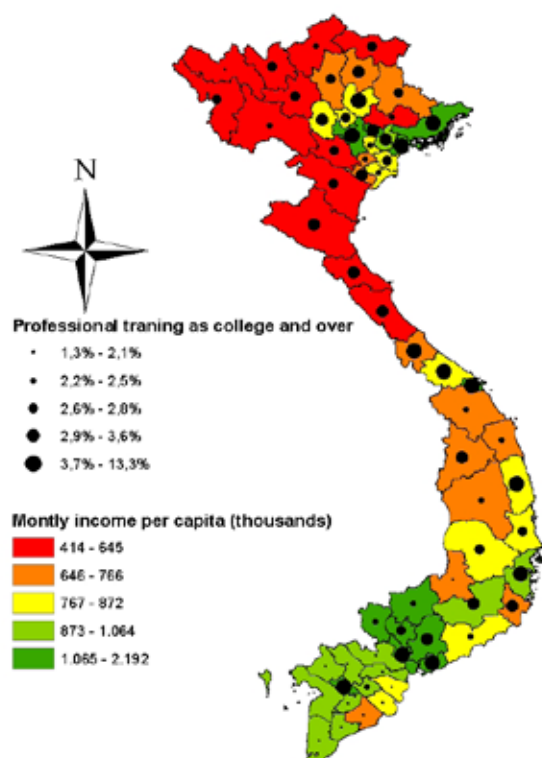 N
Professional traning as college and over
1,3% - 2,1%
2,2% - 2,5%
2,6% - 2,8%
2,9% - 3,6%
3,7% - 13,3%
Montly income per capita (thousands)
414 - 645
646 - 766
767 - 872
873 - 1.064
1.065 - 2.192